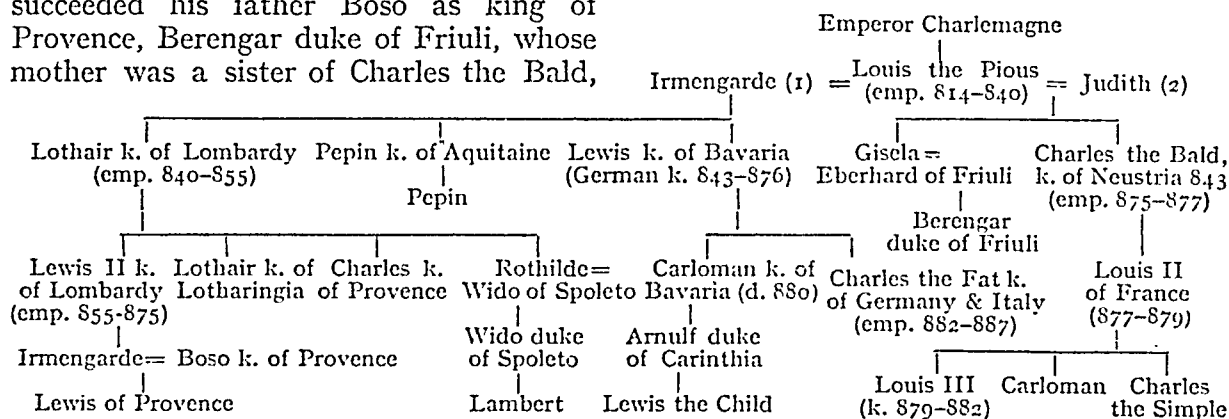 succeeded his father Boso as king of
Provence, Berengar duke of Friuli, whose
mother was a sister of Charles the Bald,
Emperor Charlemagne
Irmengarde (1) = Louis the Pious = Judith (2)
(emp. 814-840)
Lothair k. of Lombardy Pepin k. of Aquitaine Lewis k. of Bavaria Gisela= Charles the Bald,
(emp. 840-855) (German k. 843-876) Eberhard of Friuli k. of Neustria 843
Pepin (emp. 875-877)
Berengar
duke of Friuli
Lewis II k. Lothair k. of Charles k. Rothilde= Carloman k. of Charles the Fat k. Louis II
of Lombardy Lotharingia of Provence Wido of Spoleto Bavaria (d. 880) of Germany & Italy of France
(emp. 855-875) (emp. 882-887) (877-879)
Wido duke Arnulf duke
Irmengarde= Boso k. of Provence of Spoleto of Carinthia
Louis III Carloman Charles
Lewis of Provence Lambert Lewis the Child (k. 879-882) the Simple